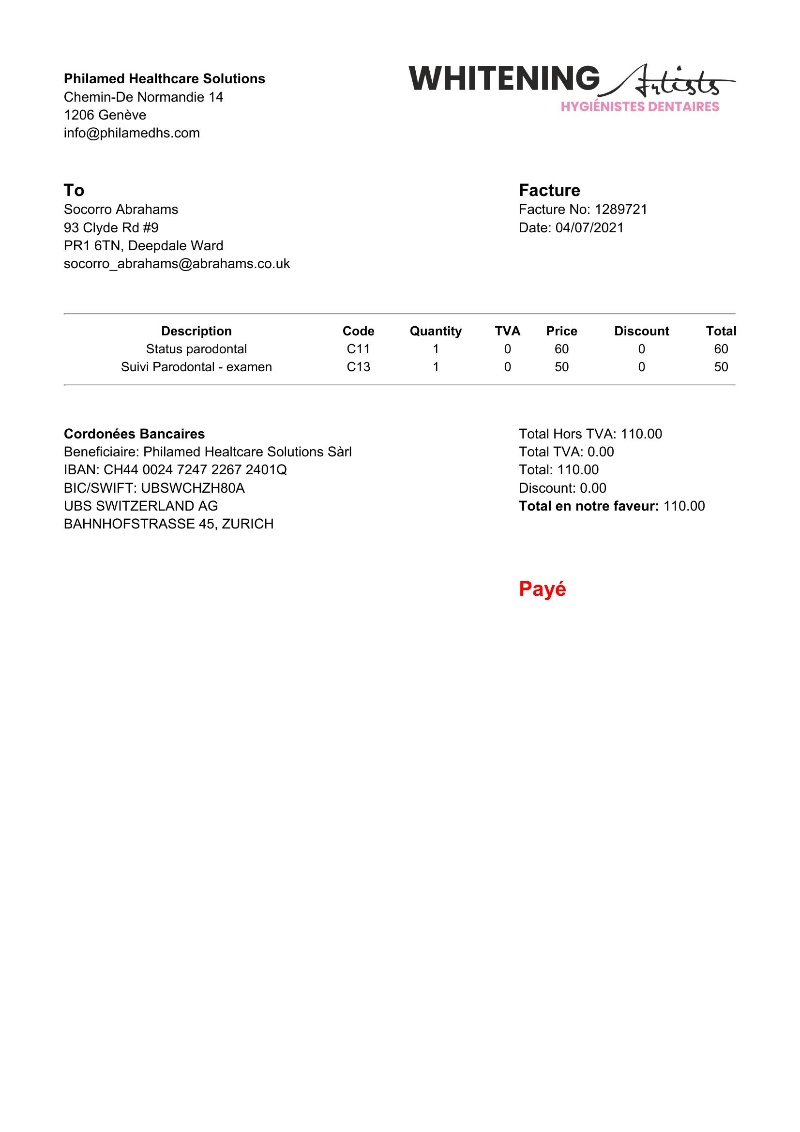 Philamed Healthcare Solutions
Chemin-De Normandie 14
1206 Genève
info@philamedhs.com
WHITENING Artists
HYGIÉNISTES DENTAIRES
To
Socorro Abrahams
93 Clyde Rd #9
PR1 6TN, Deepdale Ward
socorro_abrahams@abrahams.co.uk
Facture
Facture No: 1289721
Date: 04/07/2021
Description Code Quantity TVA Price Discount Total
Status parodontal C11 1 0 60 0 60
Suivi Parodontal - examen C13 1 0 50 0 50
Cordonées Bancaires
Beneficiaire: Philamed Healtcare Solutions Sàrl
IBAN: CH44 0024 7247 2267 2401Q
BIC/SWIFT: UBSWCHZH80A
UBS SWITZERLAND AG
BAHNHOFSTRASSE 45, ZURICH
Total Hors TVA: 110.00
Total TVA: 0.00
Total: 110.00
Discount: 0.00
Total en notre faveur: 110.00
Payé